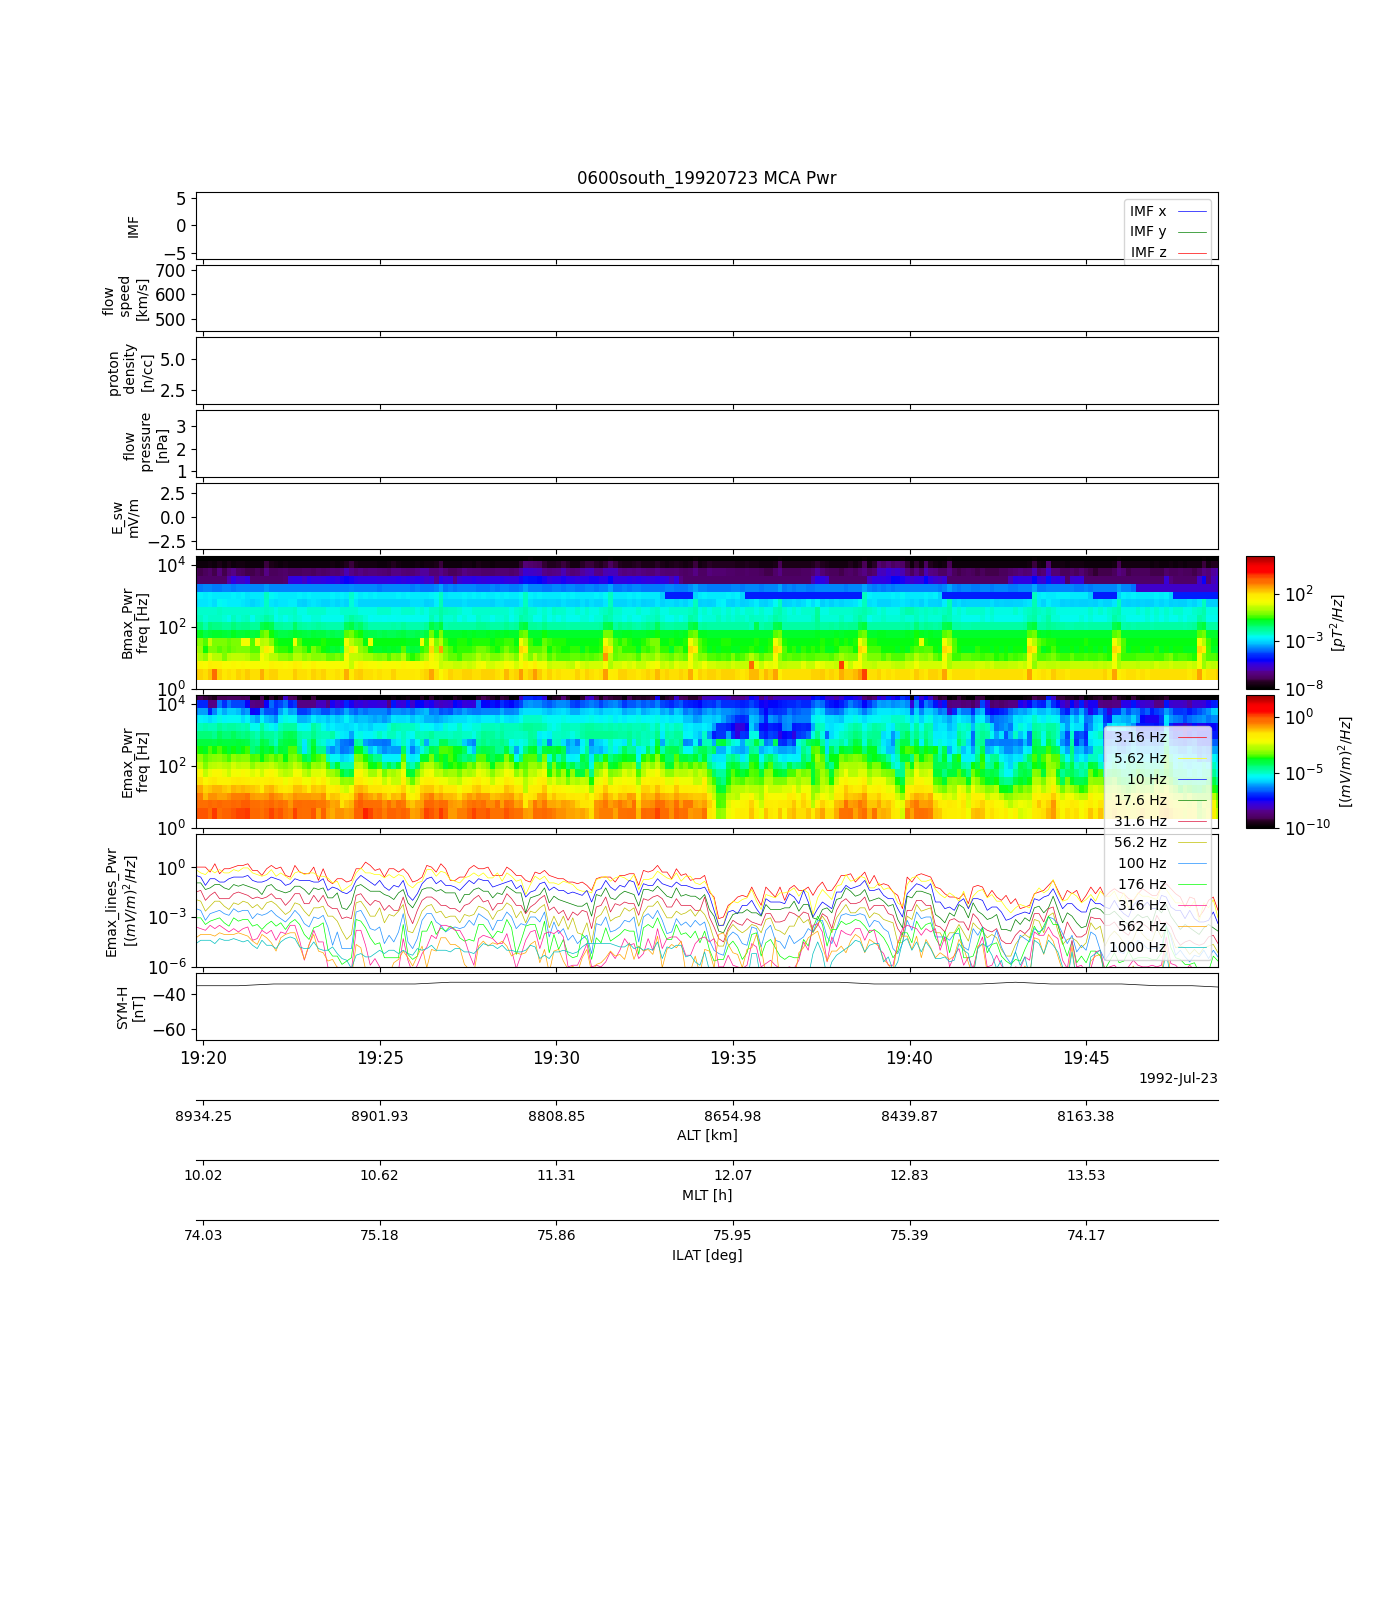 0600south_19920723 MCA Pwr
IMF
5
0
−5
IMF x
IMF y
IMF z
flow
speed
[km/s]
700
600
500
proton
density
[n/cc]
5.0
2.5
flow
pressure
[nPa]
3
2
1
E_sw
mV/m
2.5
0.0
−2.5
Bmax_Pwr
freq [Hz]
10^4
10^2
10^0
10^2
10^−3
10^−8
[pT^2/Hz]
Emax_Pwr
freq [Hz]
10^4
10^2
10^0
10^0
10^−5
10^−10
[(mV/m)^2/Hz]
3.16 Hz
5.62 Hz
10 Hz
17.6 Hz
31.6 Hz
56.2 Hz
100 Hz
176 Hz
316 Hz
562 Hz
1000 Hz
Emax_lines_Pwr
[(mV/m)^2/Hz]
10^0
10^−3
10^−6
SYM-H
[nT]
−40
−60
19:20 19:25 19:30 19:35 19:40 19:45
1992-Jul-23
8934.25 8901.93 8808.85 8654.98 8439.87 8163.38
ALT [km]
10.02 10.62 11.31 12.07 12.83 13.53
MLT [h]
74.03 75.18 75.86 75.95 75.39 74.17
ILAT [deg]